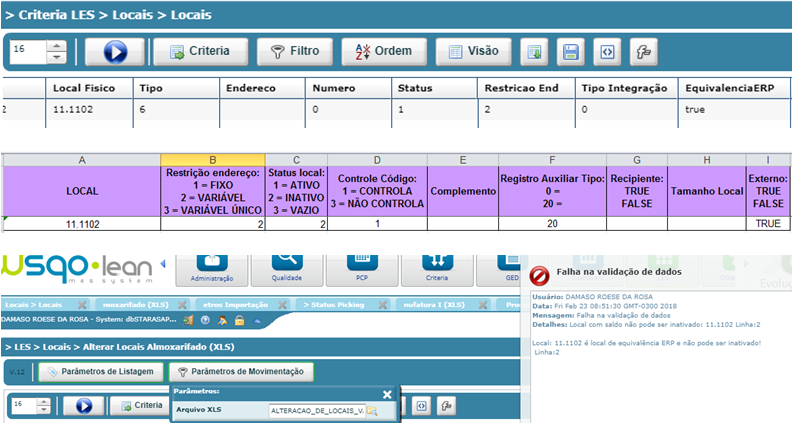 > Criteria LES > Locais > Locais
16 Criteria Filtro Ordem Visão
Local Fisico Tipo Endereco Numero Status Restricao End Tipo Integração EquivalenciaERP
2 11.1102 6 0 1 2 0 true
A B C D E F G H I
LOCAL
Restrição endereço:
1 = FIXO
2 = VARIÁVEL
3 = VARIÁVEL ÚNICO
Status local:
1 = ATIVO
2 = INATIVO
3 = VAZIO
Controle Código:
1 = CONTROLA
3 = NÃO CONTROLA
Complemento
Registro Auxiliar Tipo:
0 =
20 =
Recipiente:
TRUE
FALSE
Tamanho Local
Externo:
TRUE
FALSE
11.1102 2 2 1 20 TRUE
wsqo•lean
mes system
Administração Qualidade PCP Criteria GED Evolu
Locais > Locais moxarifado (XLS) etros Importação > Status Picking nufatura I (XLS) Pro
DAMASO ROESE DA ROSA - System: dbSTARASAP...
> LES > Locais > Alterar Locais Almoxarifado (XLS)
V.12 Parâmetros de Listagem Parâmetros de Movimentação
16 Criteria
Parâmetros:
Arquivo XLS ALTERACAO_DE_LOCAIS_V.
Falha na validação de dados
Usuário: DAMASO ROESE DA ROSA
Data: Fri Feb 23 08:51:30 GMT-0300 2018
Mensagem: Falha na validação de dados
Detalhes: Local com saldo não pode ser inativado: 11.1102 Linha:2
Local: 11.1102 é local de equivalência ERP e não pode ser inativado!
Linha:2